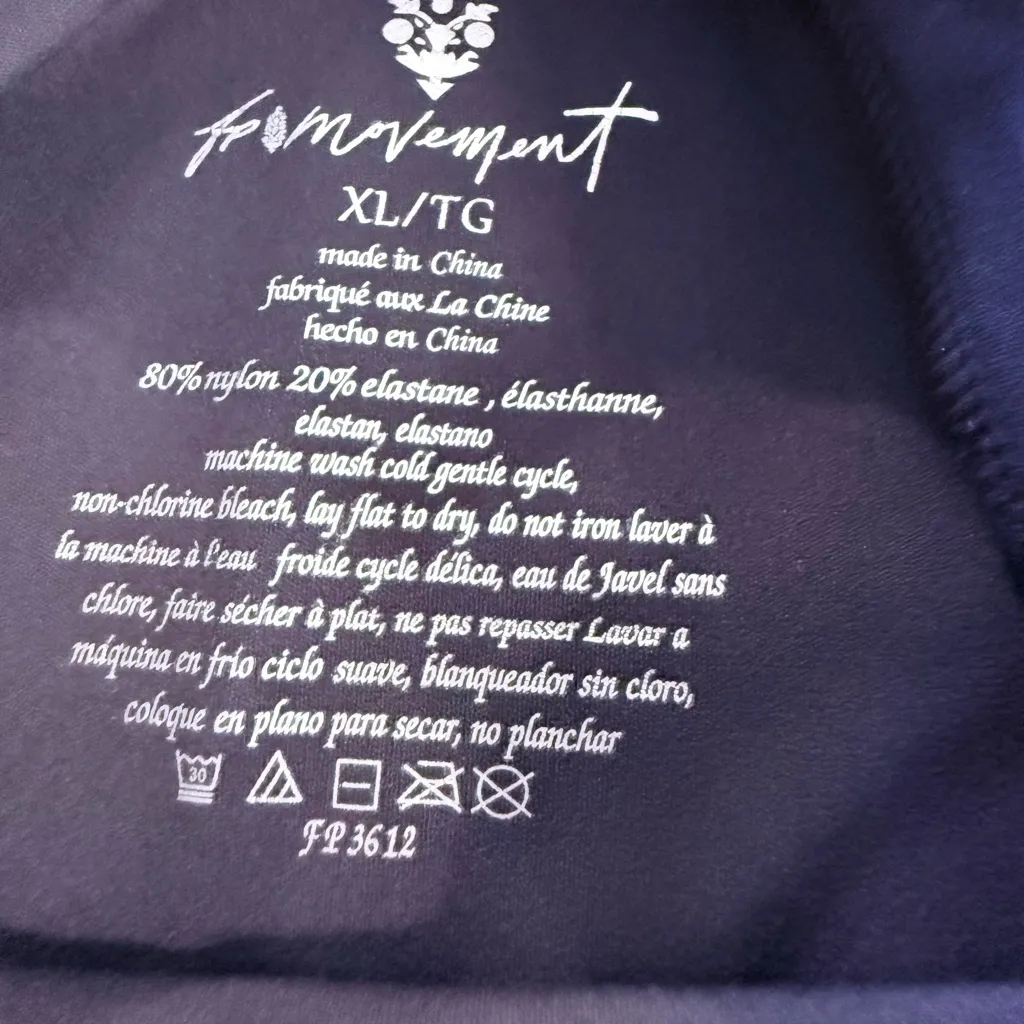 fp movement
XL/TG
made in China
fabriqué aux La Chine
hecho en China
80% nylon 20% elastane , élasthanne,
elastan, elastano
machine wash cold gentle cycle,
non-chlorine bleach, lay flat to dry, do not iron laver à
la machine à l'eau froide cycle délica, eau de Javel sans
chlore, faire sécher à plat, ne pas repasser Lavar a
máquina en frío ciclo suave, blanqueador sin cloro,
coloque en plano para secar, no planchar
30
FP 3612